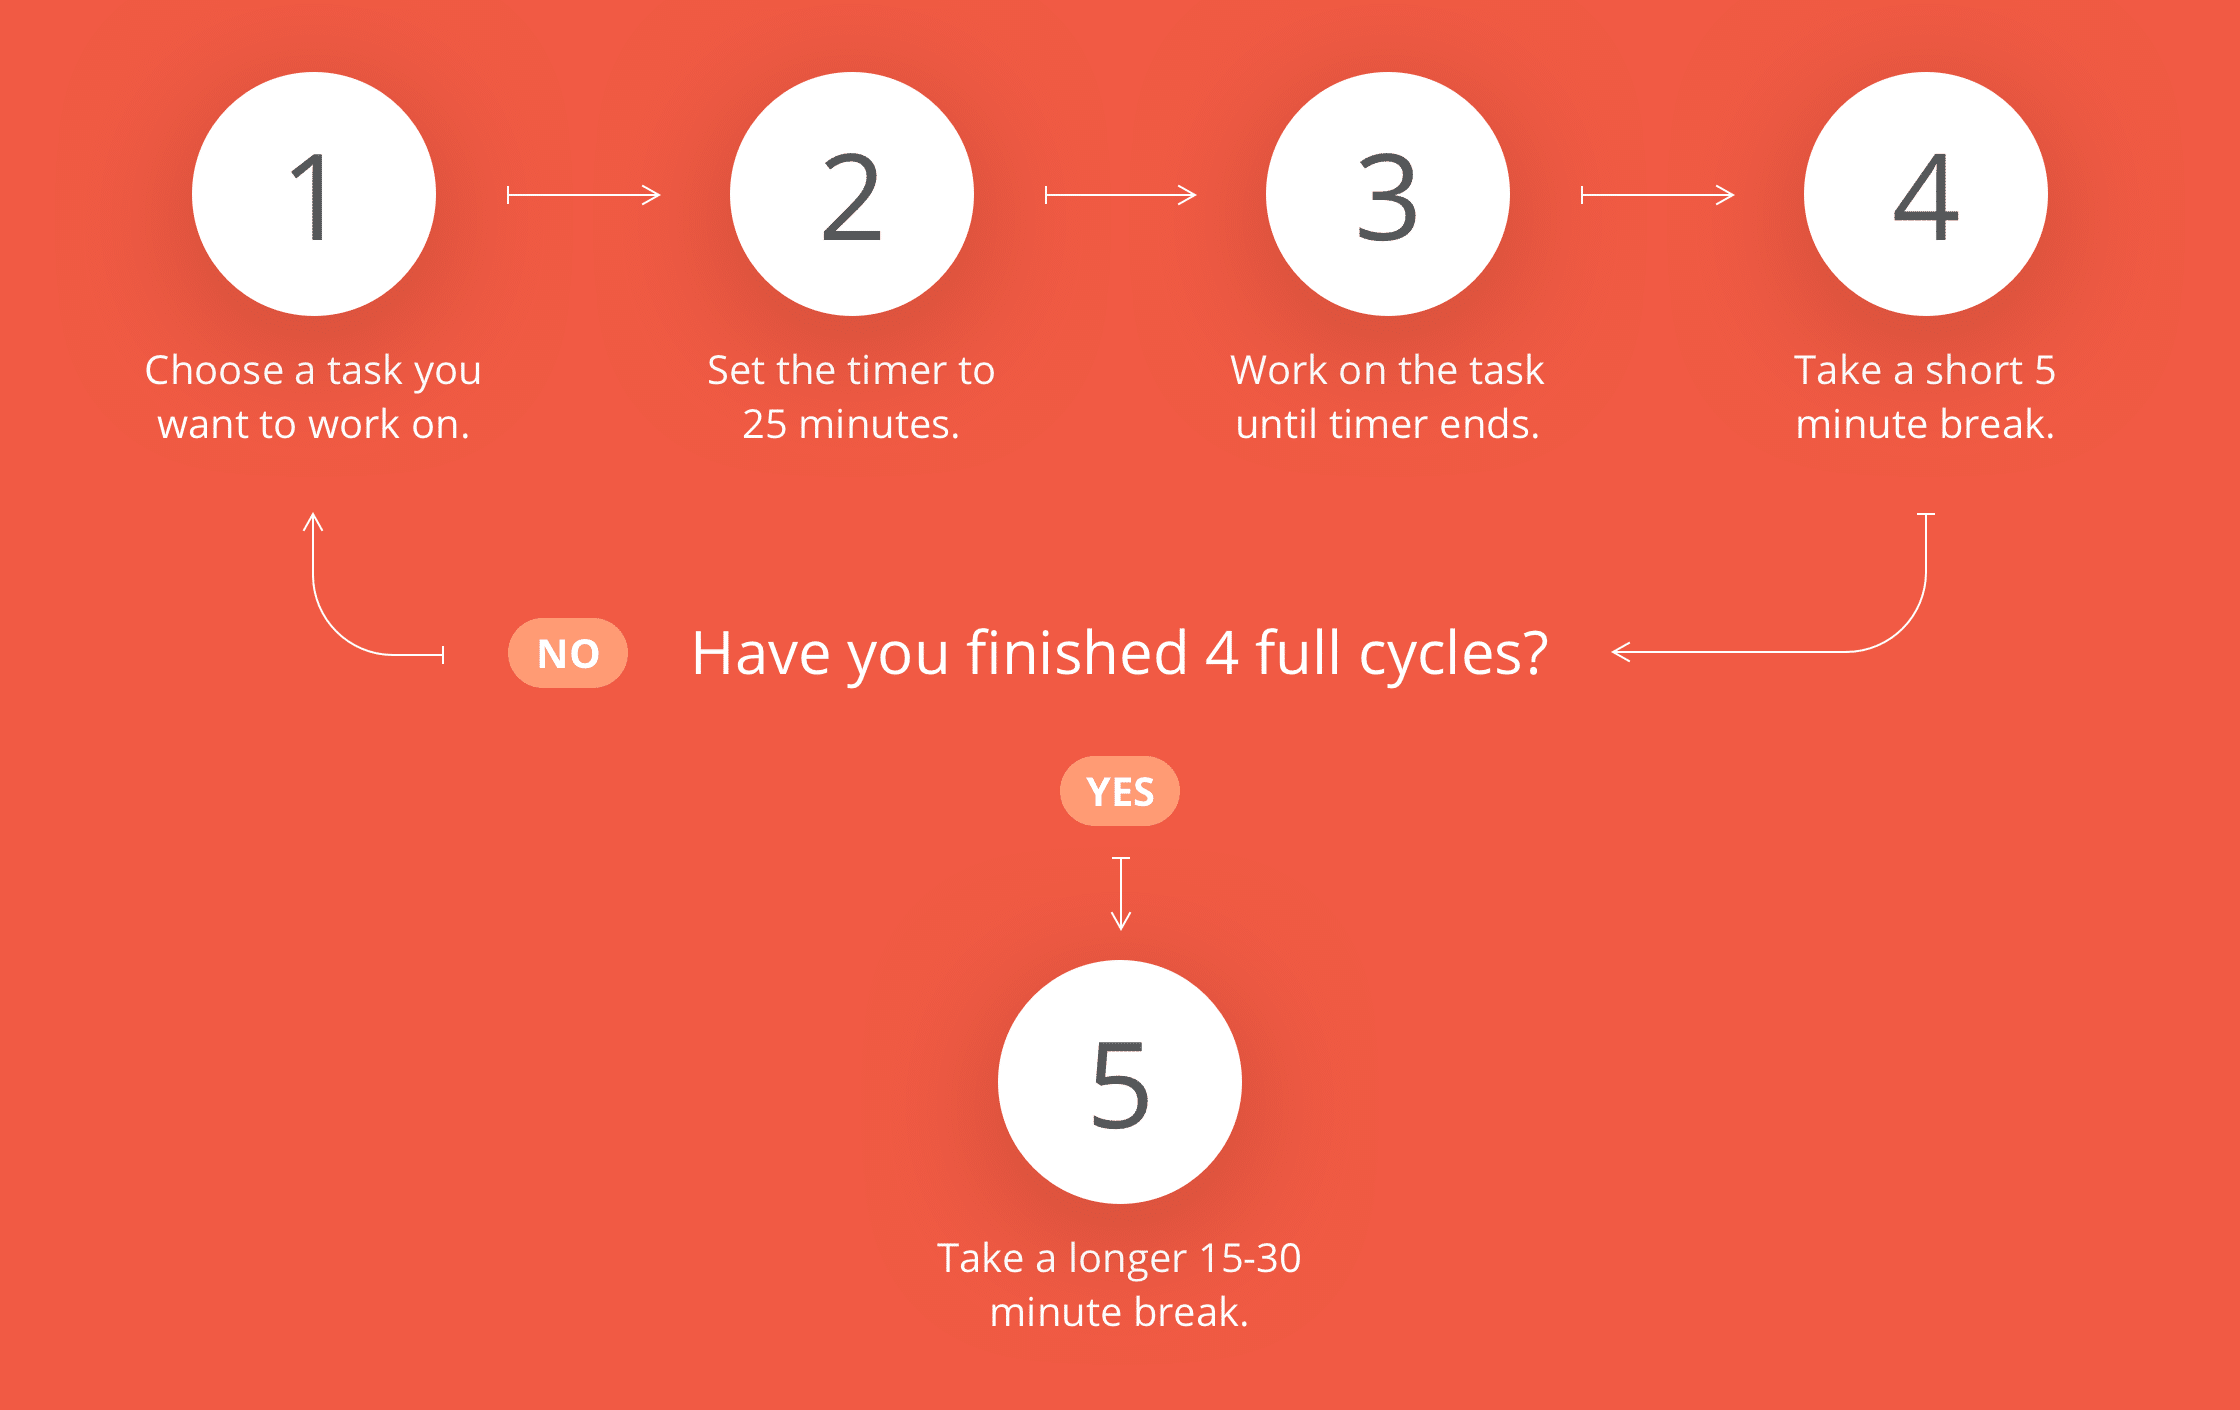 1
2
3
4
Choose a task you
want to work on.
Set the timer to
25 minutes.
Work on the task
until timer ends.
Take a short 5
minute break.
NO
Have you finished 4 full cycles?
YES
5
Take a longer 15-30
minute break.